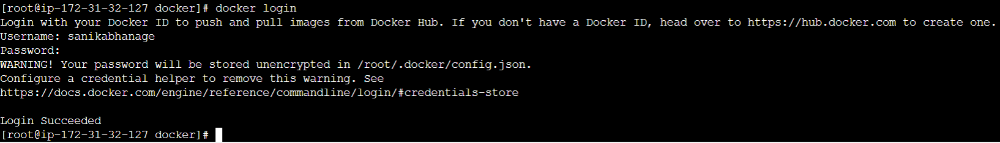 [root@ip-172-31-32-127 docker]# docker login
Login with your Docker ID to push and pull images from Docker Hub. If you don't have a Docker ID, head over to https://hub.docker.com to create one.
Username: sanikabhanage
Password:
WARNING! Your password will be stored unencrypted in /root/.docker/config.json.
Configure a credential helper to remove this warning. See
https://docs.docker.com/engine/reference/commandline/login/#credentials-store
Login Succeeded
[root@ip-172-31-32-127 docker]#